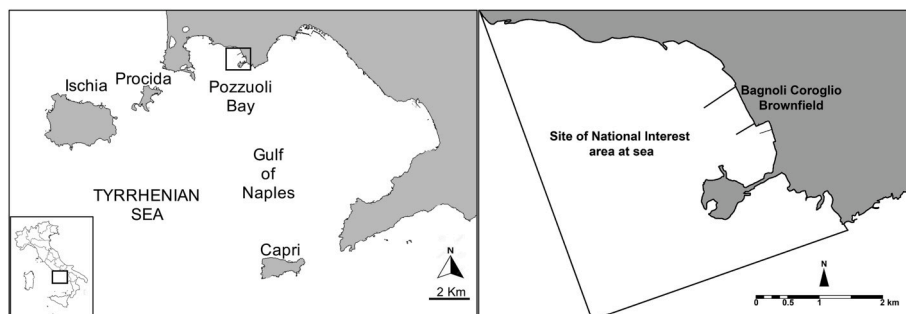 Ischia
Procida
Pozzuoli
Bay
Gulf
of
Naples
TYRRHENIAN
SEA
Capri
N
2 Km
Bagnoli Coroglio
Brownfield
Site of National Interest
area at sea
N
0 0.5 1 2 km